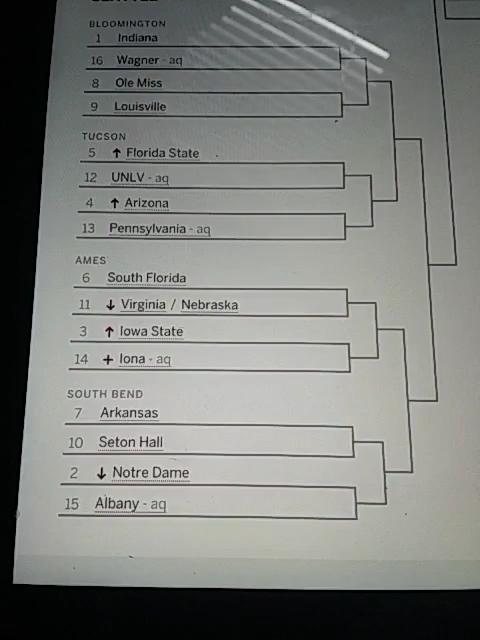 BLOOMINGTON
1 Indiana
16 Wagner - aq
8 Ole Miss
9 Louisville
TUCSON
5 ↑ Florida State
12 UNLV - aq
4 ↑ Arizona
13 Pennsylvania - aq
AMES
6 South Florida
11 ↓ Virginia / Nebraska
3 ↑ Iowa State
14 + Iona - aq
SOUTH BEND
7 Arkansas
10 Seton Hall
2 ↓ Notre Dame
15 Albany - aq